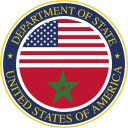 DEPARTMENT OF STATE
UNITED STATES OF AMERICA